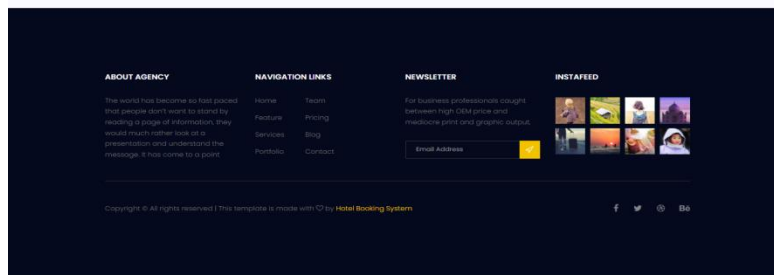 ABOUT AGENCY
The world has become so fast paced
that people don't want to stand by
reading a page of information, they
would much rather look at a
presentation and understand the
message. It has come to a point
NAVIGATION LINKS
Home
Feature
Services
Portfolio
Team
Pricing
Blog
Contact
NEWSLETTER
For business professionals caught
between high OEM price and
mediocre print and graphic output.
Email Address
INSTAFEED
Copyright © All rights reserved | This template is made with ♡ by Hotel Booking System